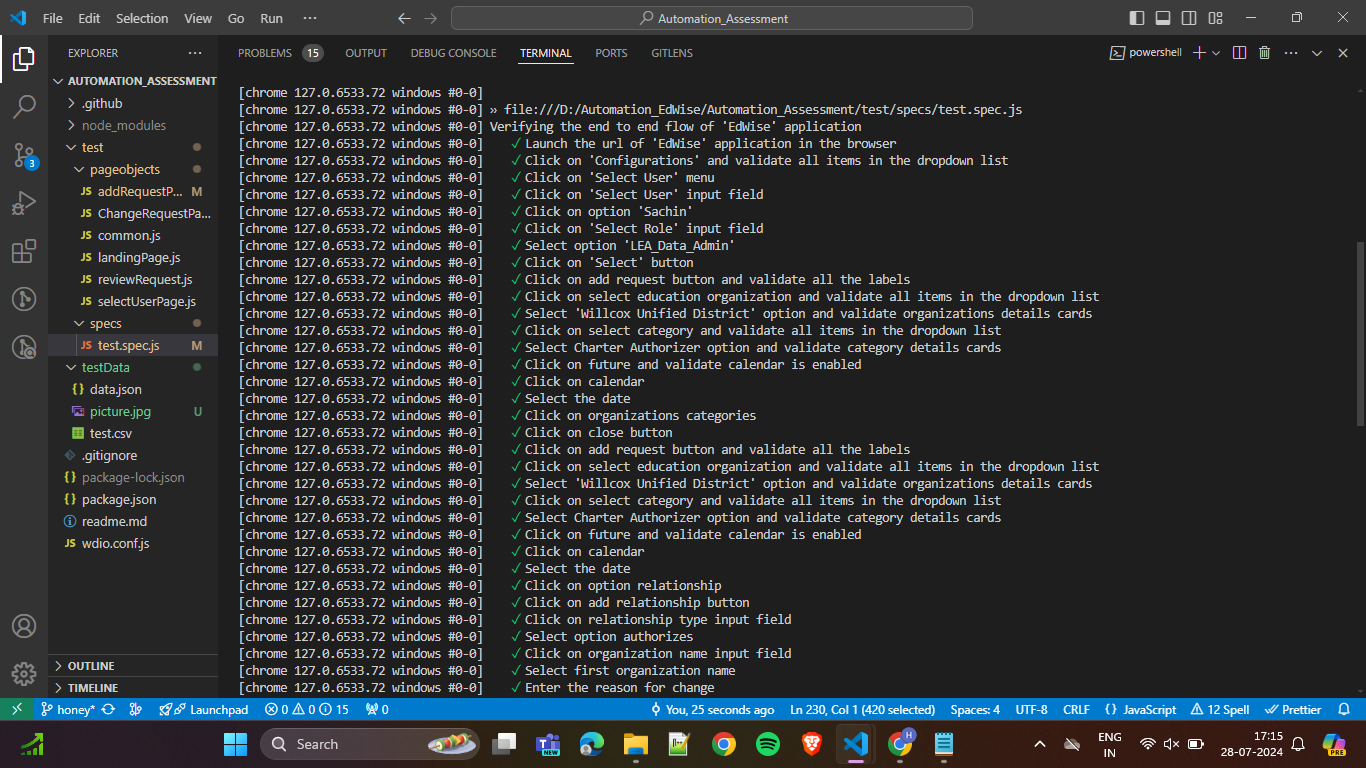 File Edit Selection View Go Run ···
Automation_Assessment
EXPLORER ···
AUTOMATION_ASSESSMENT
.github
node_modules
test
pageobjects
JS addRequestP... M
JS ChangeRequestPa...
JS common.js
JS landingPage.js
JS reviewRequest.js
JS selectUserPage.js
specs
JS test.spec.js M
testData
{} data.json
picture.jpg U
test.csv
.gitignore
{} package-lock.json
{} package.json
readme.md
JS wdio.conf.js
OUTLINE
TIMELINE
3
PROBLEMS 15 OUTPUT DEBUG CONSOLE TERMINAL PORTS GITLENS
powershell
[chrome 127.0.6533.72 windows #0-0]
[chrome 127.0.6533.72 windows #0-0] » file:///D:/Automation_EdWise/Automation_Assessment/test/specs/test.spec.js
[chrome 127.0.6533.72 windows #0-0] Verifying the end to end flow of 'EdWise' application
[chrome 127.0.6533.72 windows #0-0] ✓ Launch the url of 'EdWise' application in the browser
[chrome 127.0.6533.72 windows #0-0] ✓ Click on 'Configurations' and validate all items in the dropdown list
[chrome 127.0.6533.72 windows #0-0] ✓ Click on 'Select User' menu
[chrome 127.0.6533.72 windows #0-0] ✓ Click on 'Select User' input field
[chrome 127.0.6533.72 windows #0-0] ✓ Click on option 'Sachin'
[chrome 127.0.6533.72 windows #0-0] ✓ Click on 'Select Role' input field
[chrome 127.0.6533.72 windows #0-0] ✓ Select option 'LEA_Data_Admin'
[chrome 127.0.6533.72 windows #0-0] ✓ Click on 'Select' button
[chrome 127.0.6533.72 windows #0-0] ✓ Click on add request button and validate all the labels
[chrome 127.0.6533.72 windows #0-0] ✓ Click on select education organization and validate all items in the dropdown list
[chrome 127.0.6533.72 windows #0-0] ✓ Select 'Willcox Unified District' option and validate organizations details cards
[chrome 127.0.6533.72 windows #0-0] ✓ Click on select category and validate all items in the dropdown list
[chrome 127.0.6533.72 windows #0-0] ✓ Select Charter Authorizer option and validate category details cards
[chrome 127.0.6533.72 windows #0-0] ✓ Click on future and validate calendar is enabled
[chrome 127.0.6533.72 windows #0-0] ✓ Click on calendar
[chrome 127.0.6533.72 windows #0-0] ✓ Select the date
[chrome 127.0.6533.72 windows #0-0] ✓ Click on organizations categories
[chrome 127.0.6533.72 windows #0-0] ✓ Click on close button
[chrome 127.0.6533.72 windows #0-0] ✓ Click on add request button and validate all the labels
[chrome 127.0.6533.72 windows #0-0] ✓ Click on select education organization and validate all items in the dropdown list
[chrome 127.0.6533.72 windows #0-0] ✓ Select 'Willcox Unified District' option and validate organizations details cards
[chrome 127.0.6533.72 windows #0-0] ✓ Click on select category and validate all items in the dropdown list
[chrome 127.0.6533.72 windows #0-0] ✓ Select Charter Authorizer option and validate category details cards
[chrome 127.0.6533.72 windows #0-0] ✓ Click on future and validate calendar is enabled
[chrome 127.0.6533.72 windows #0-0] ✓ Click on calendar
[chrome 127.0.6533.72 windows #0-0] ✓ Select the date
[chrome 127.0.6533.72 windows #0-0] ✓ Click on option relationship
[chrome 127.0.6533.72 windows #0-0] ✓ Click on add relationship button
[chrome 127.0.6533.72 windows #0-0] ✓ Click on relationship type input field
[chrome 127.0.6533.72 windows #0-0] ✓ Select option authorizes
[chrome 127.0.6533.72 windows #0-0] ✓ Click on organization name input field
[chrome 127.0.6533.72 windows #0-0] ✓ Select first organization name
[chrome 127.0.6533.72 windows #0-0] ✓ Enter the reason for change
honey* Launchpad 0 0 15 0 You, 25 seconds ago Ln 230, Col 1 (420 selected) Spaces: 4 UTF-8 CRLF {} JavaScript 12 Spell Prettier
Search
NEW
H
ENG
IN
17:15
28-07-2024
PRE